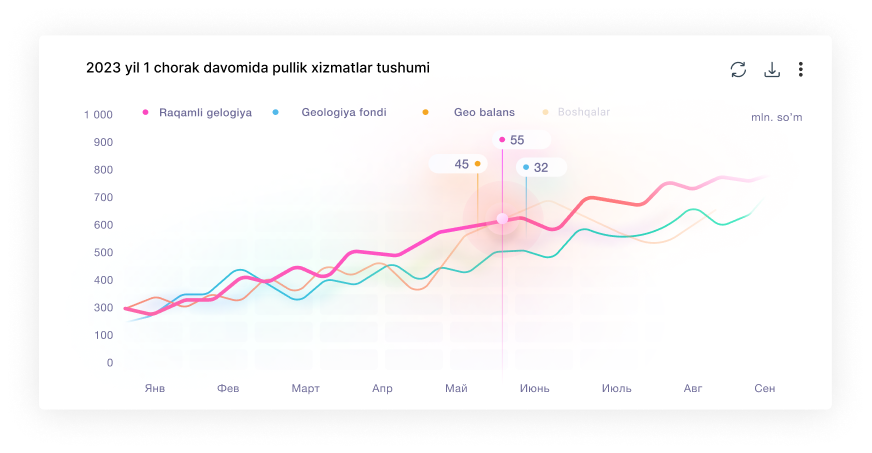 2023 yil 1 chorak davomida pullik xizmatlar tushumi
Raqamli gelogiya
Geologiya fondi
Geo balans
Boshqalar
mln. so'm
1 000
900
800
700
600
500
400
300
100
0
55
45
32
Янв
Фев
Март
Апр
Май
Июнь
Июль
Авг
Сен